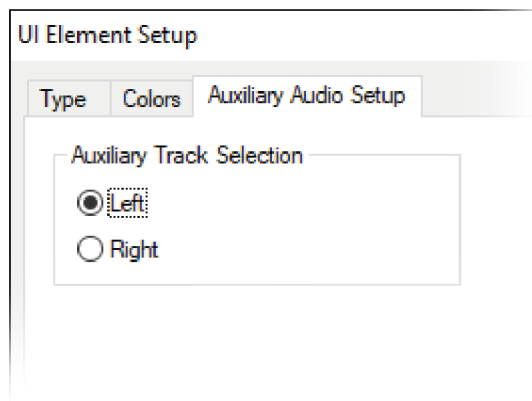 UI Element Setup
Type Colors Auxiliary Audio Setup
Auxiliary Track Selection
Left
Right